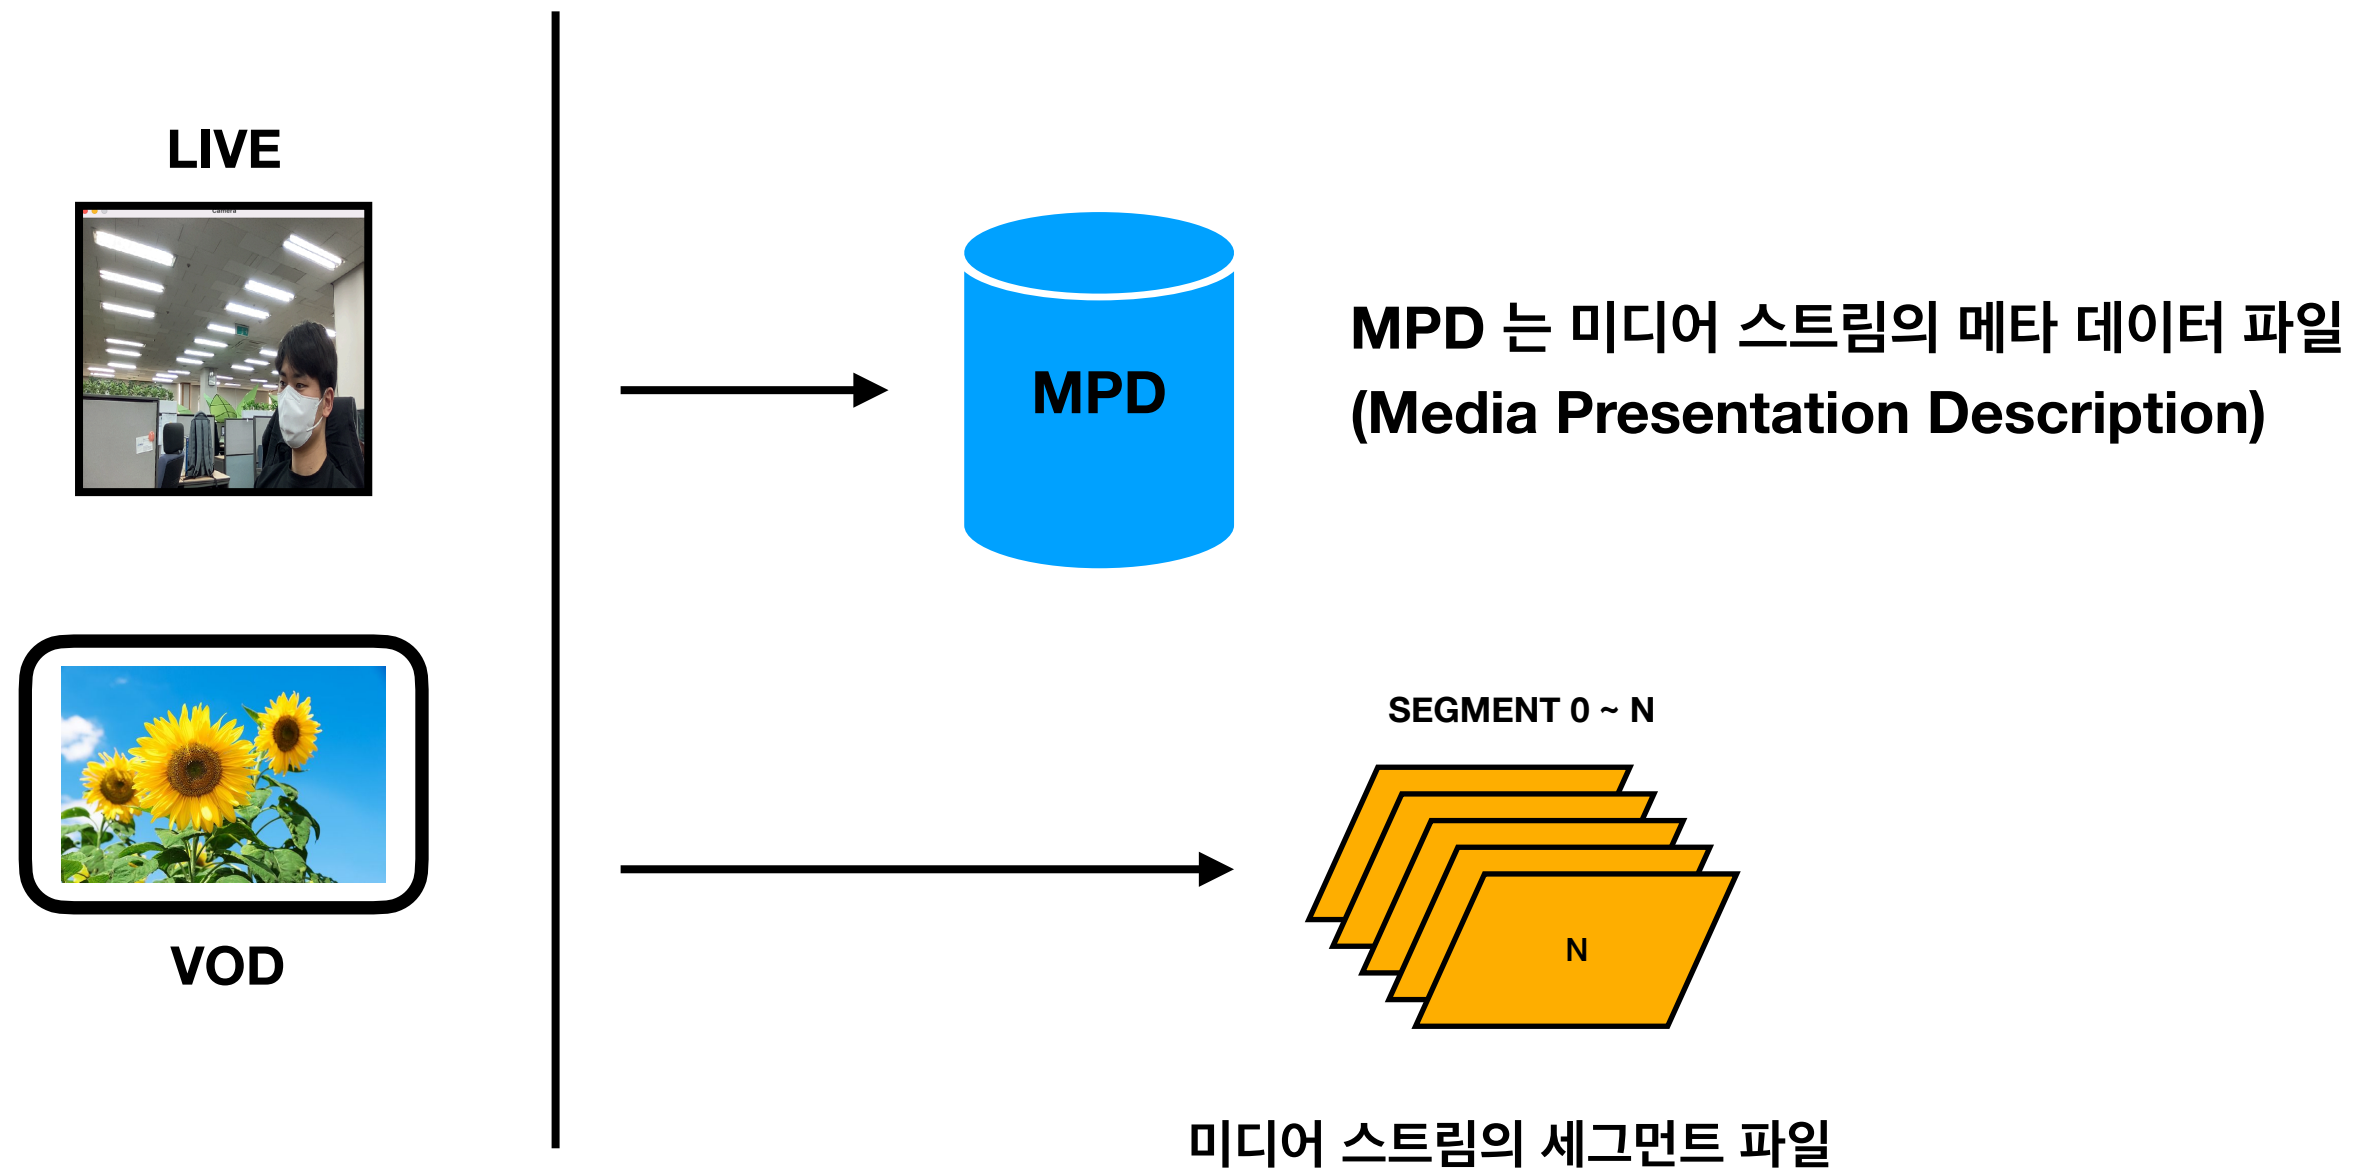 LIVE
Camera
MPD
MPD 는 미디어 스트림의 메타 데이터 파일
(Media Presentation Description)
SEGMENT 0 ~ N
N
VOD
미디어 스트림의 세그먼트 파일